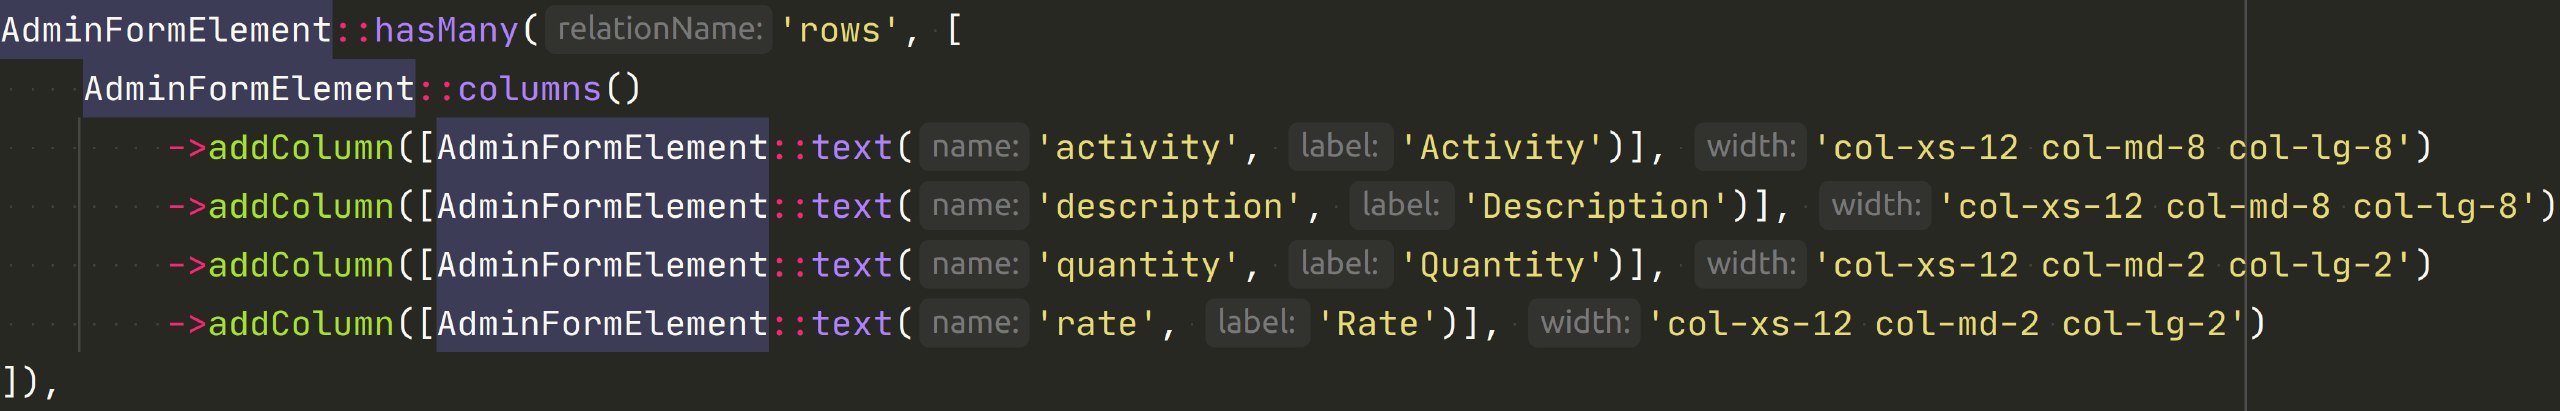 AdminFormElement::hasMany( relationName: 'rows', [
    AdminFormElement::columns()
        ->addColumn([AdminFormElement::text( name: 'activity', label: 'Activity')], width: 'col-xs-12 col-md-8 col-lg-8')
        ->addColumn([AdminFormElement::text( name: 'description', label: 'Description')], width: 'col-xs-12 col-md-8 col-lg-8')
        ->addColumn([AdminFormElement::text( name: 'quantity', label: 'Quantity')], width: 'col-xs-12 col-md-2 col-lg-2')
        ->addColumn([AdminFormElement::text( name: 'rate', label: 'Rate')], width: 'col-xs-12 col-md-2 col-lg-2')
]),